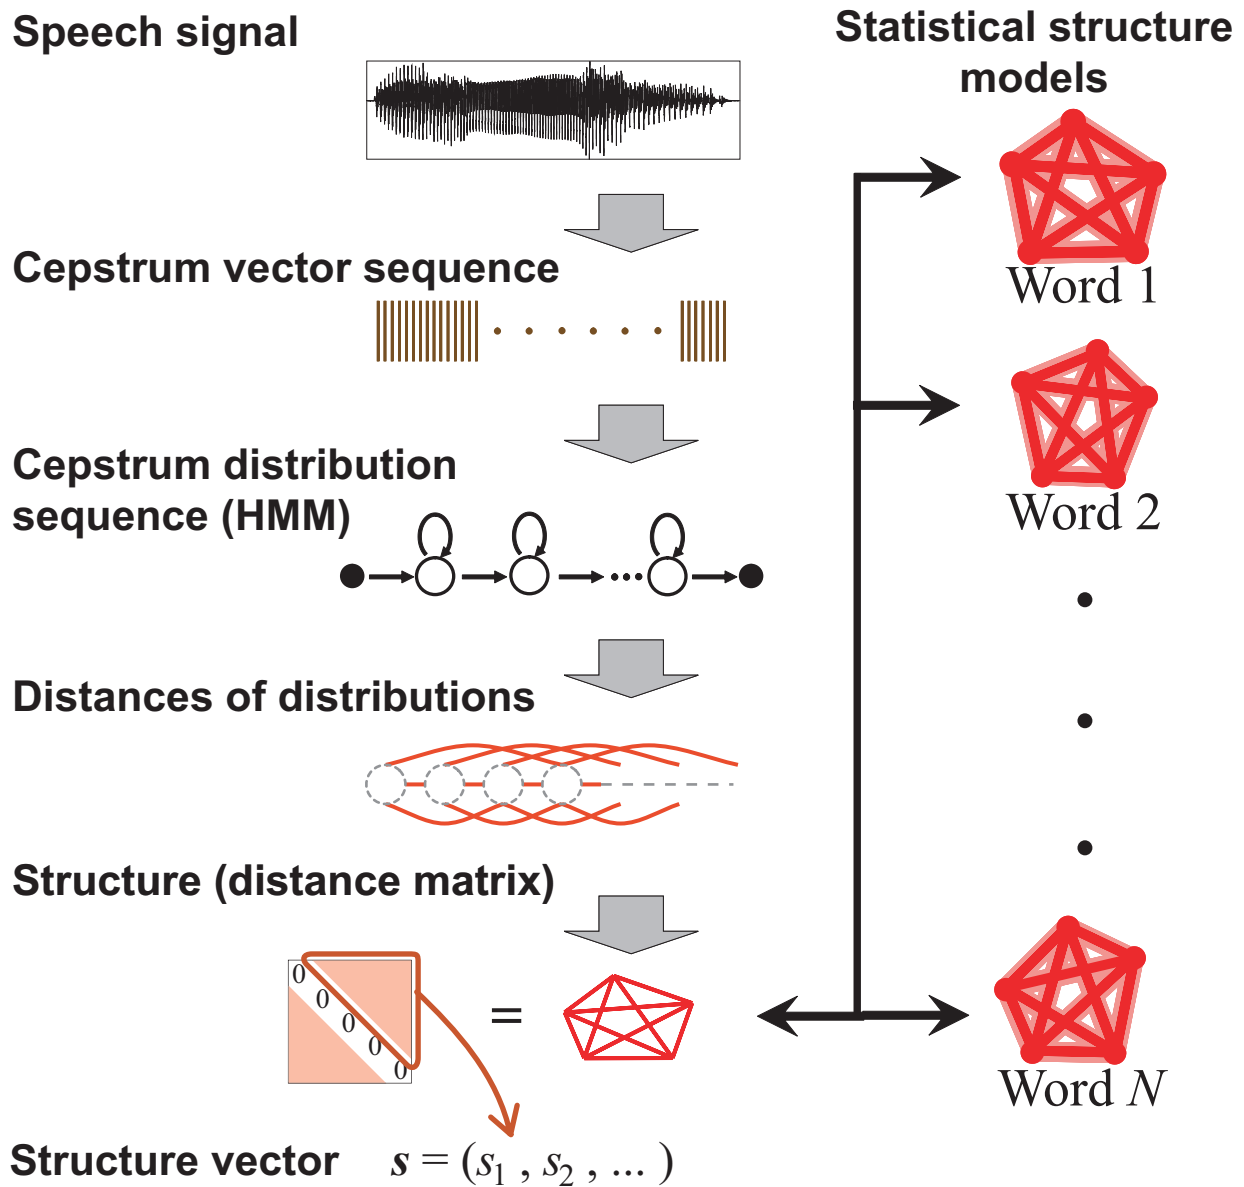 Speech signal
Statistical structure
models
Word 1
Cepstrum vector sequence
Cepstrum distribution
sequence (HMM)
Word 2
Distances of distributions
Structure (distance matrix)
0
0
0
0
0
=
Word N
Structure vector s = (s1 , s2 , ... )